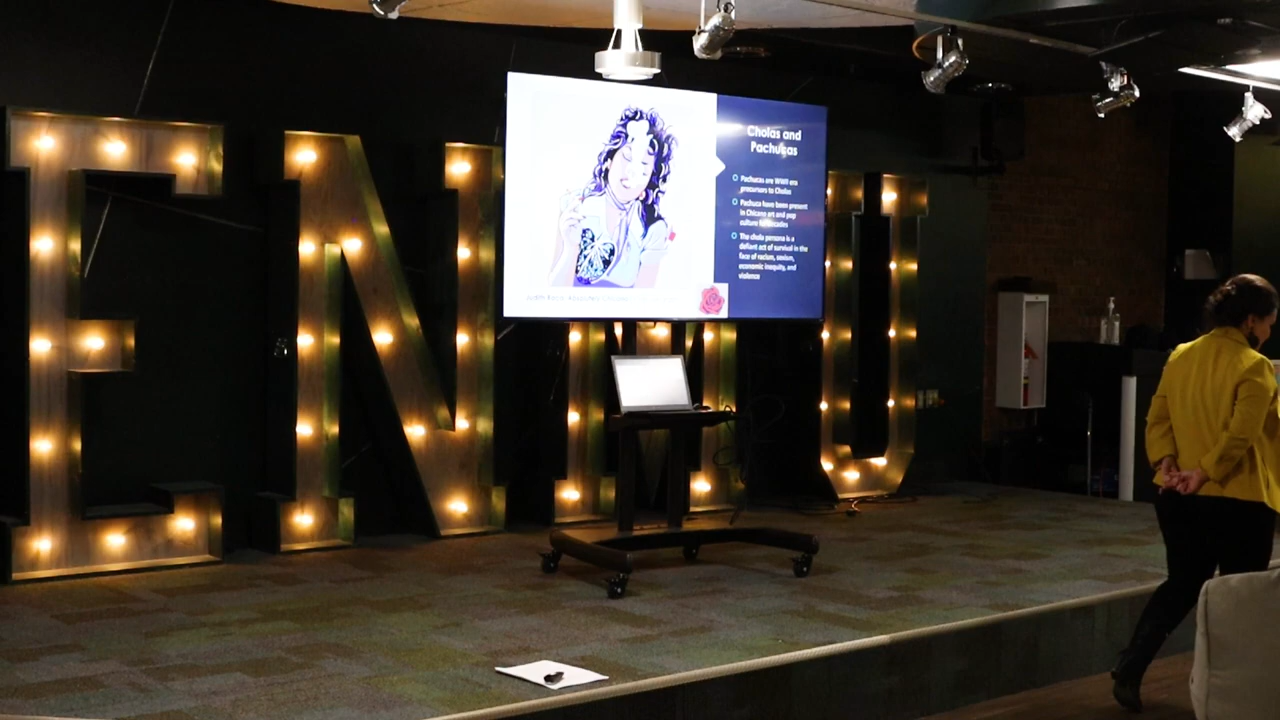 ENMU
Cholas and
Pachucas
Pachucas are WWII era
precursors to Cholas
Pachuca have been present
in Chicano art and pop
culture for decades
The chola persona is a
defiant act of survival in the
face of racism, sexism,
economic inequity, and
violence